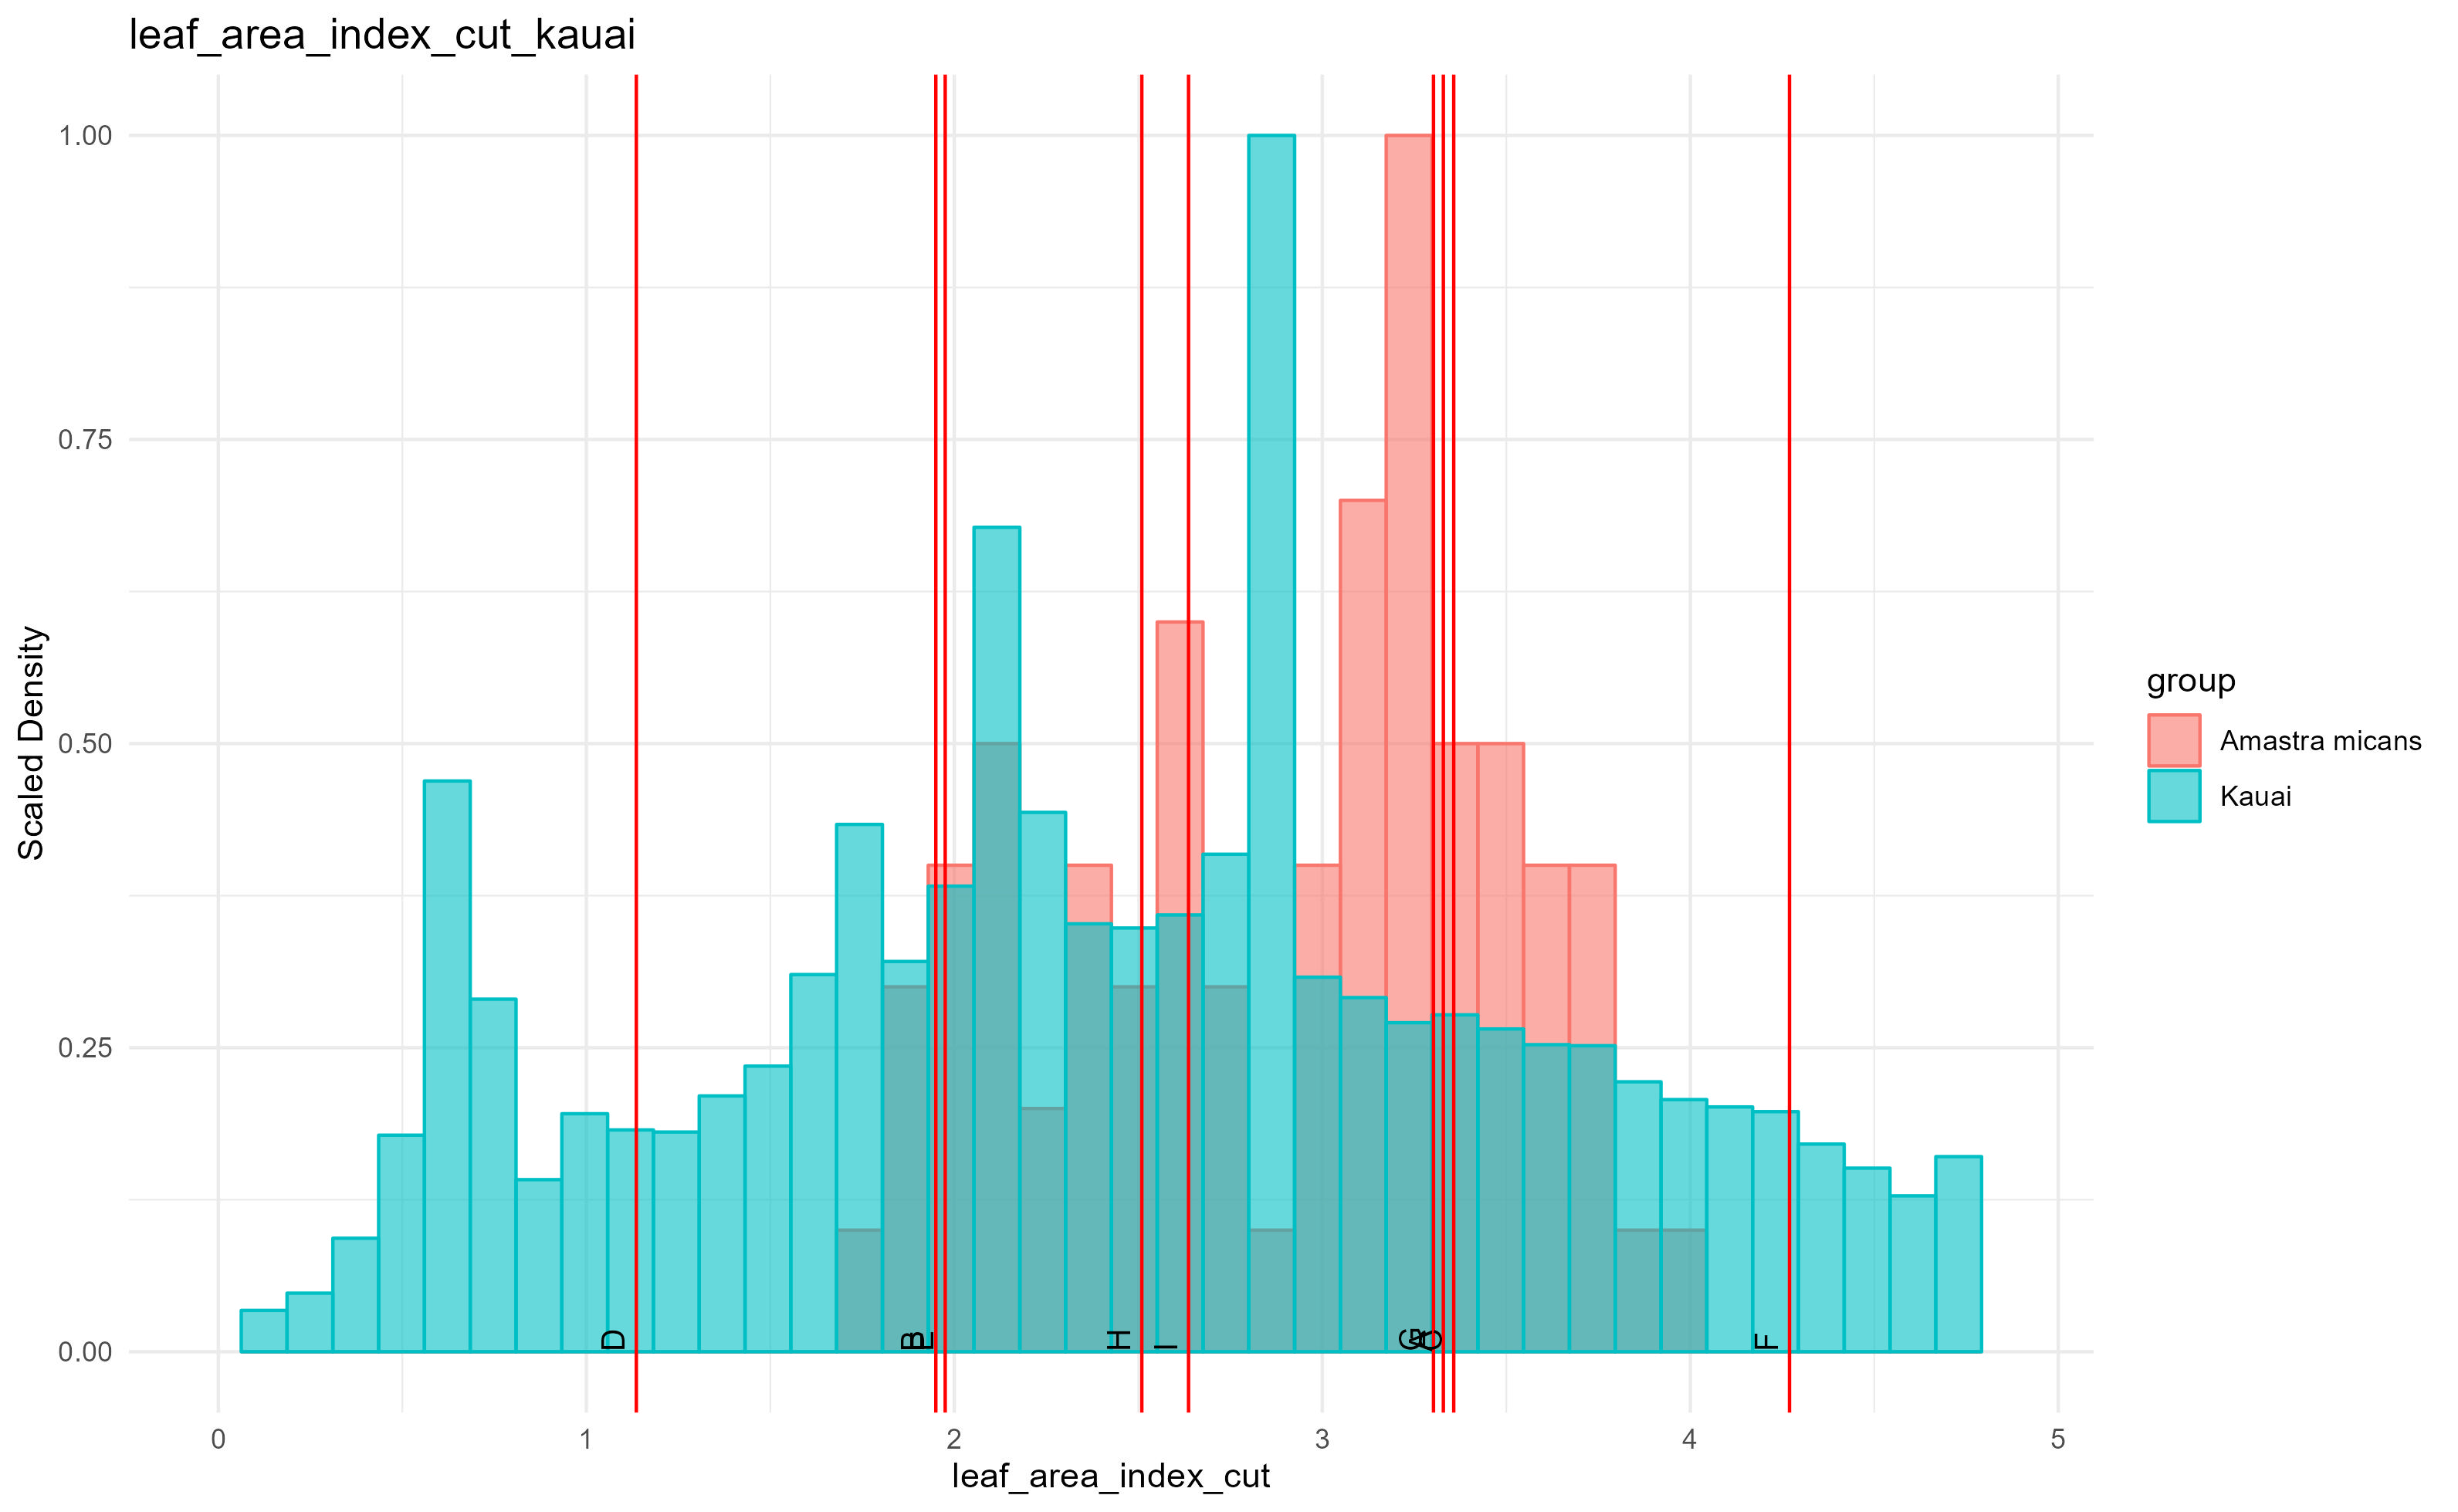 leaf_area_index_cut_kauai
1.00
0.75
0.50
0.25
0.00
Scaled Density
D
B
E
H
I
G
A
C
F
0
1
2
3
4
5
leaf_area_index_cut
group
Amastra micans
Kauai